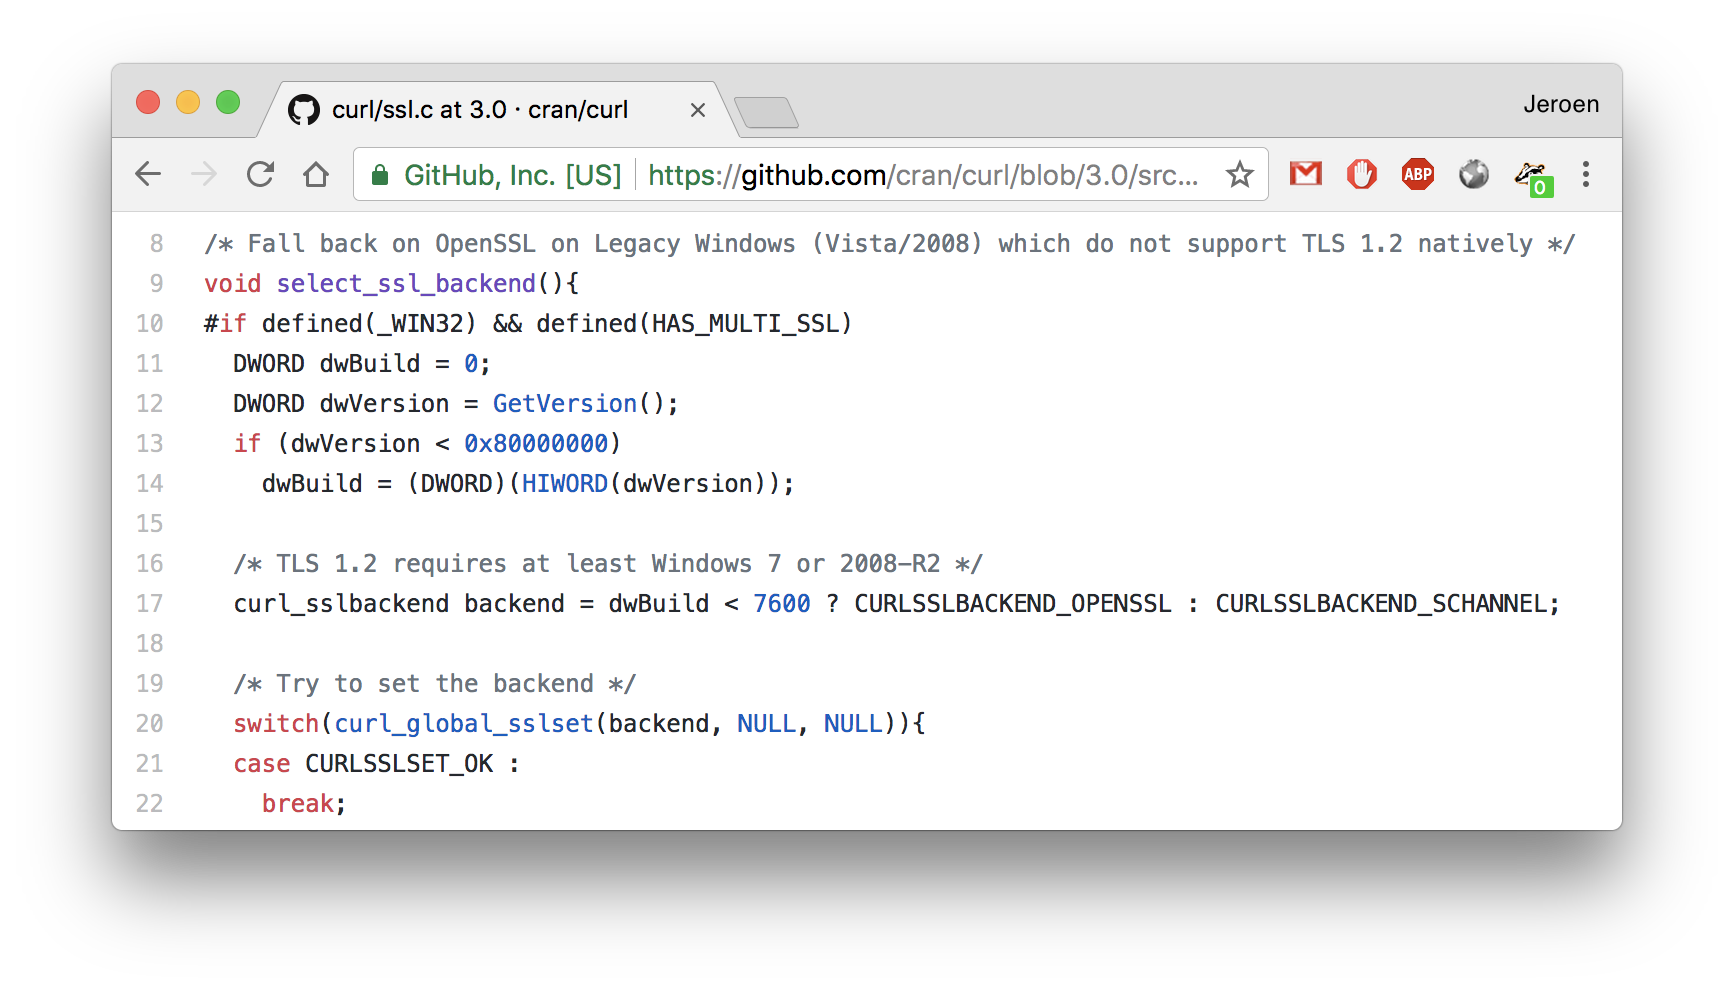 curl/ssl.c at 3.0 · cran/curl
Jeroen
GitHub, Inc. [US] https://github.com/cran/curl/blob/3.0/src...
ABP
0
8 /* Fall back on OpenSSL on Legacy Windows (Vista/2008) which do not support TLS 1.2 natively */
9 void select_ssl_backend(){
10 #if defined(_WIN32) && defined(HAS_MULTI_SSL)
11   DWORD dwBuild = 0;
12   DWORD dwVersion = GetVersion();
13   if (dwVersion < 0x80000000)
14     dwBuild = (DWORD)(HIWORD(dwVersion));
15
16   /* TLS 1.2 requires at least Windows 7 or 2008-R2 */
17   curl_sslbackend backend = dwBuild < 7600 ? CURLSSLBACKEND_OPENSSL : CURLSSLBACKEND_SCHANNEL;
18
19   /* Try to set the backend */
20   switch(curl_global_sslset(backend, NULL, NULL)){
21   case CURLSSLSET_OK :
22     break;